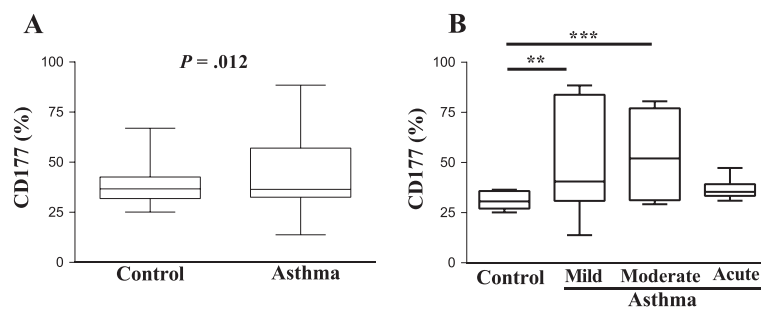 A
P = .012
CD177 (%)
100
75
50
25
0
Control
Asthma
B
***
**
CD177 (%)
100
75
50
25
0
Control
Mild
Moderate
Acute
Asthma